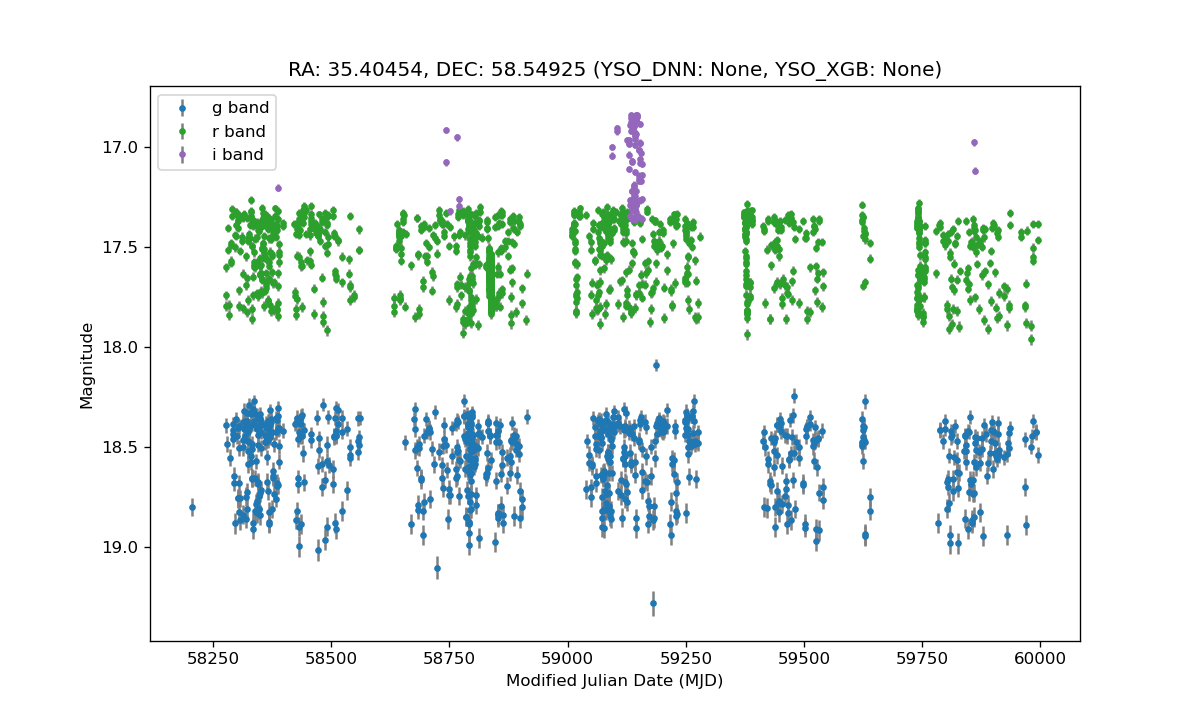 RA: 35.40454, DEC: 58.54925 (YSO_DNN: None, YSO_XGB: None)
g band
r band
i band
17.0
17.5
18.0
18.5
19.0
Magnitude
58250 58500 58750 59000 59250 59500 59750 60000
Modified Julian Date (MJD)